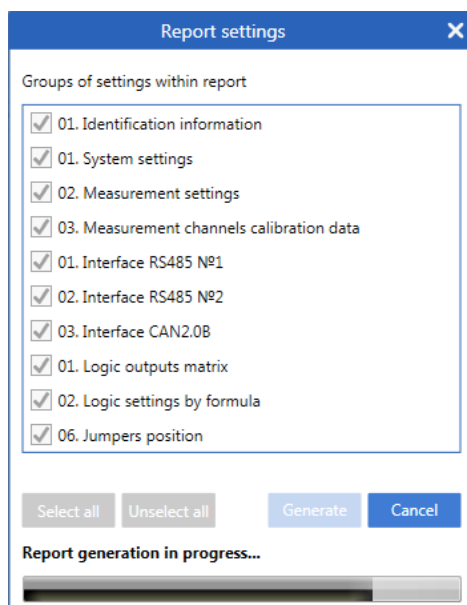 Report settings
Groups of settings within report
01. Identification information
01. System settings
02. Measurement settings
03. Measurement channels calibration data
01. Interface RS485 №1
02. Interface RS485 №2
03. Interface CAN2.0B
01. Logic outputs matrix
02. Logic settings by formula
06. Jumpers position
Select all Unselect all Generate Cancel
Report generation in progress...